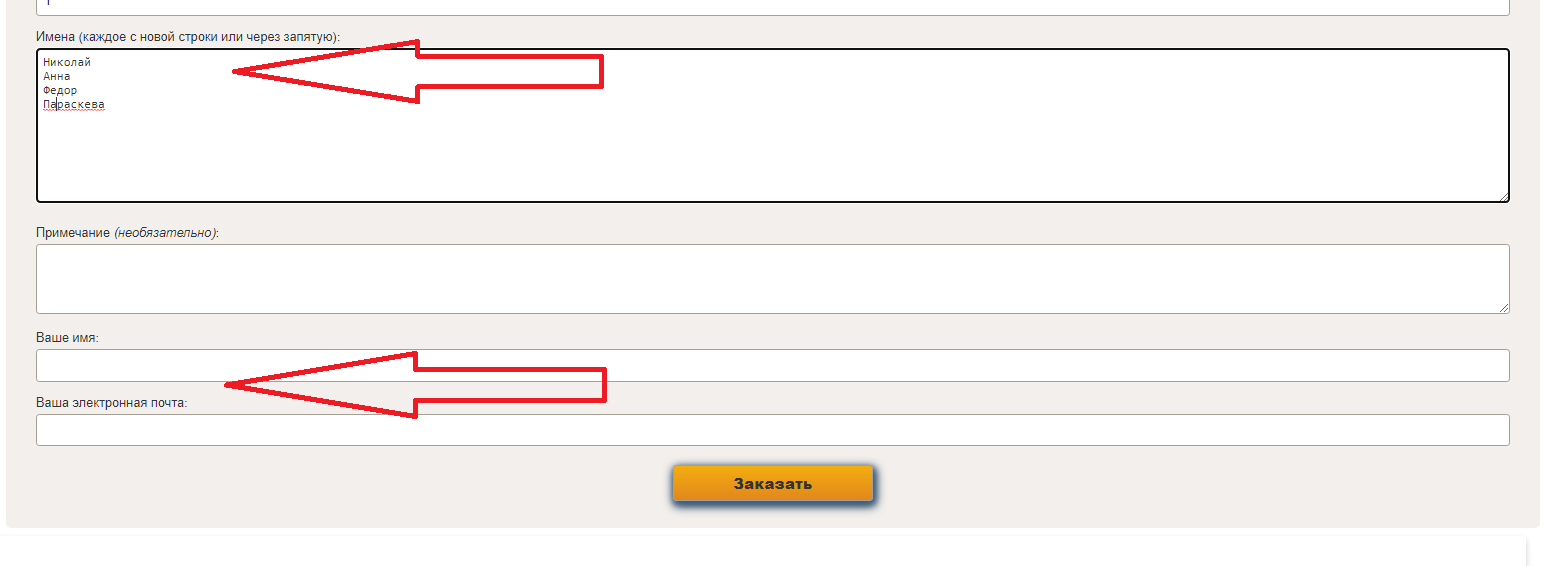 Имена (каждое с новой строки или через запятую):
Николай
Анна
Федор
Параскева
Примечание (необязательно):
Ваше имя:
Ваша электронная почта:
Заказать